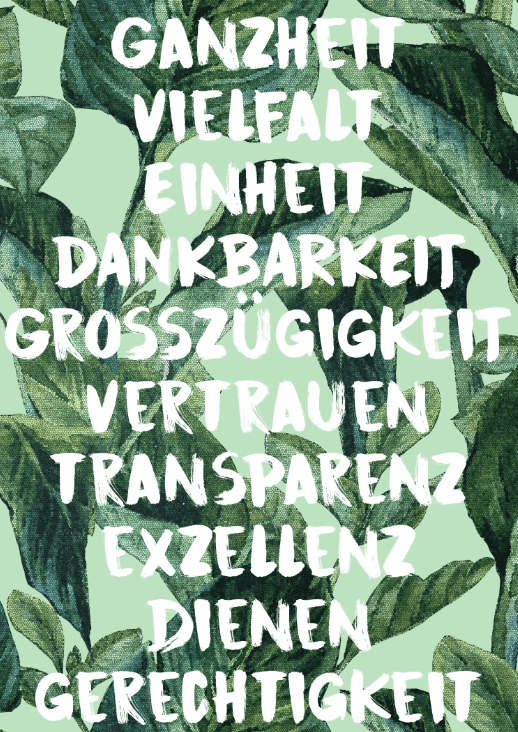 GANZHEIT
VIELFALT
EINHEIT
DANKBARKEIT
GROSSZÜGIGKEIT
VERTRAUEN
TRANSPARENZ
EXZELLENZ
DIENEN
GERECHTIGKEIT